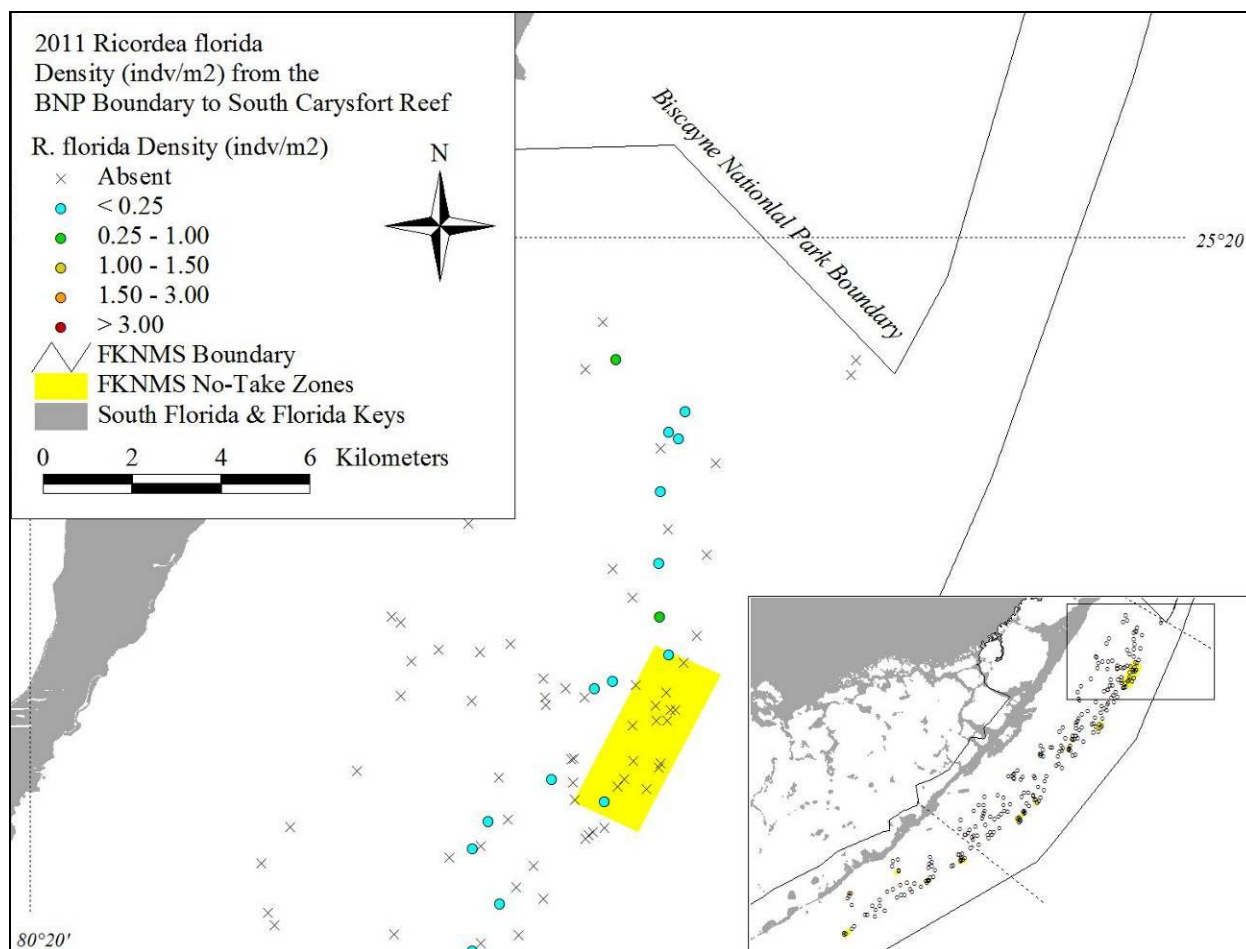 2011 Ricordea florida
Density (indv/m2) from the
BNP Boundary to South Carysfort Reef
R. florida Density (indv/m2)
Absent
< 0.25
0.25 - 1.00
1.00 - 1.50
1.50 - 3.00
> 3.00
FKNMS Boundary
FKNMS No-Take Zones
South Florida & Florida Keys
0 2 4 6 Kilometers
N
Biscayne Nationlal Park Boundary
25°20
80°20'